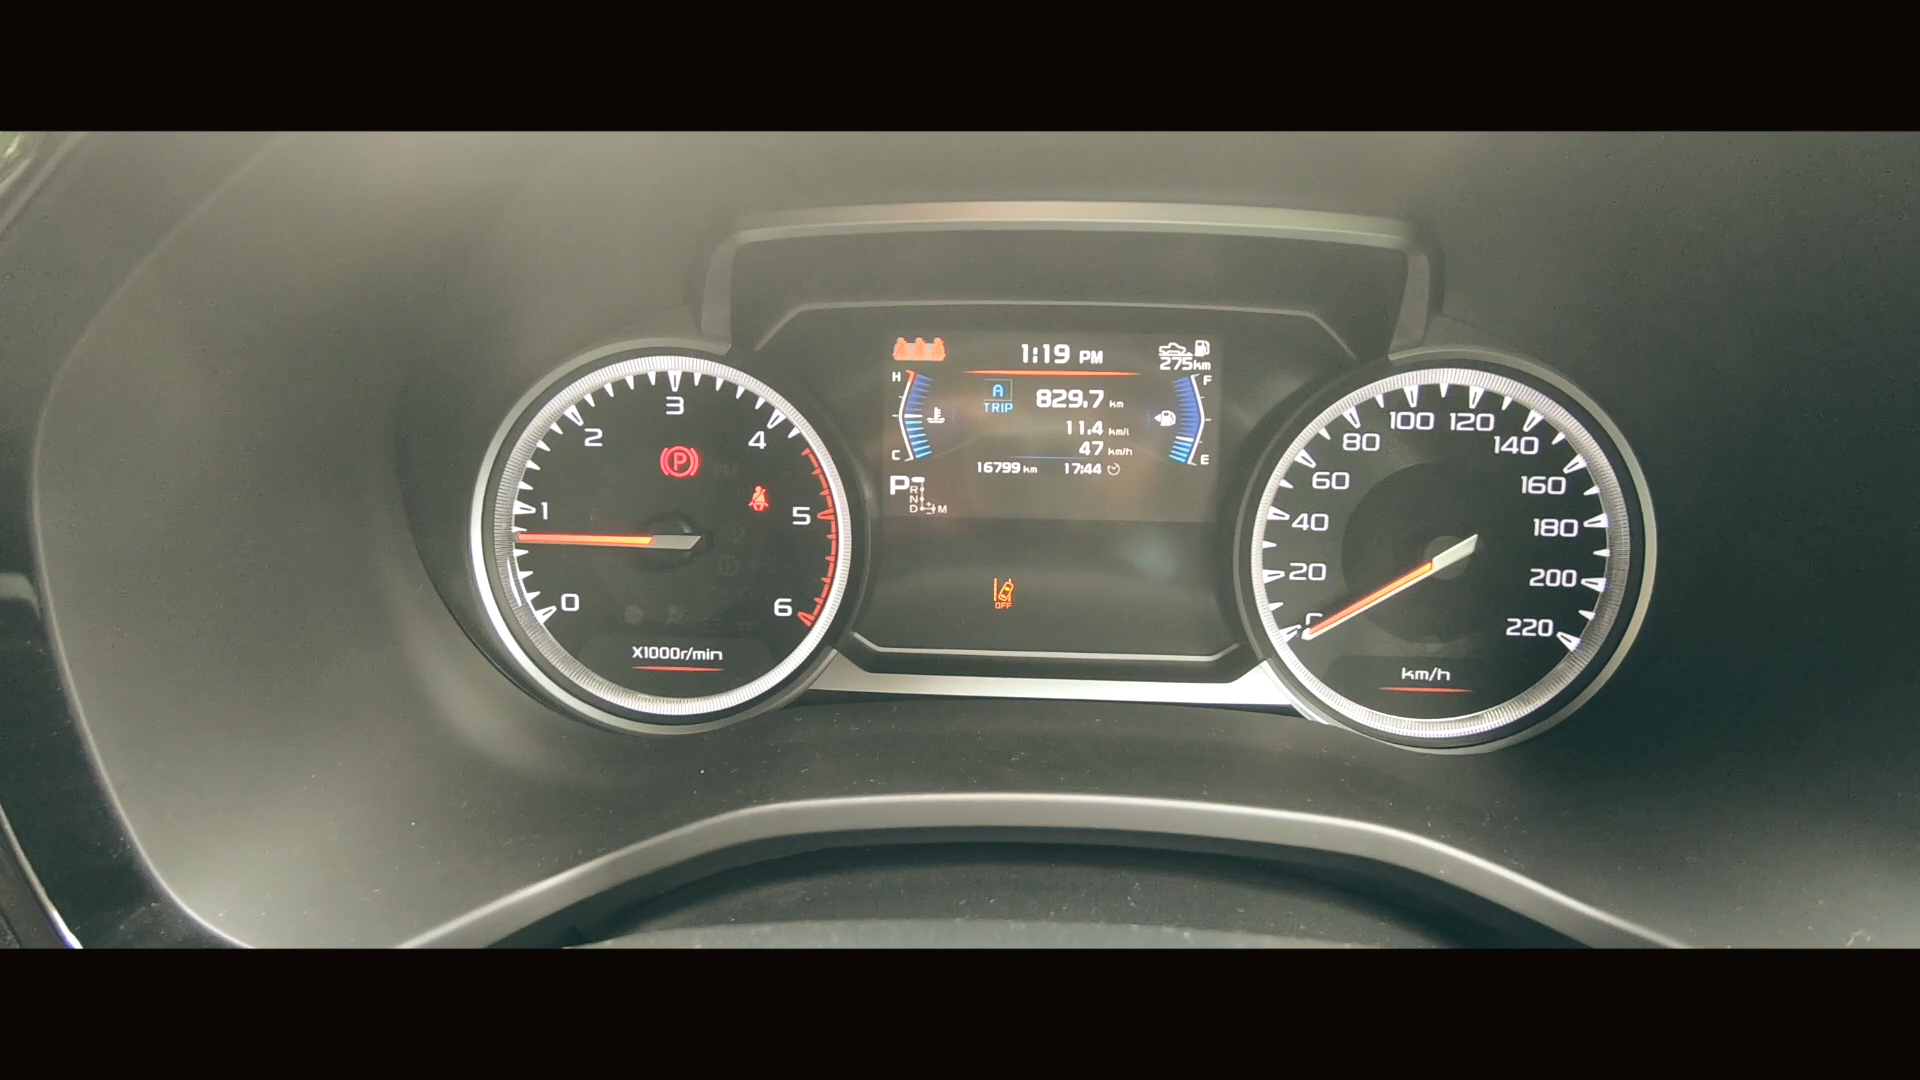 1:19 PM
275km
H
C
A
TRIP
829.7 km
11.4 km/l
47 km/h
16799 km 17:44
F
E
P
R
N
D
M
OFF
0
1
2
3
4
5
6
X1000r/min
P
20
40
60
80
100
120
140
160
180
200
220
km/h